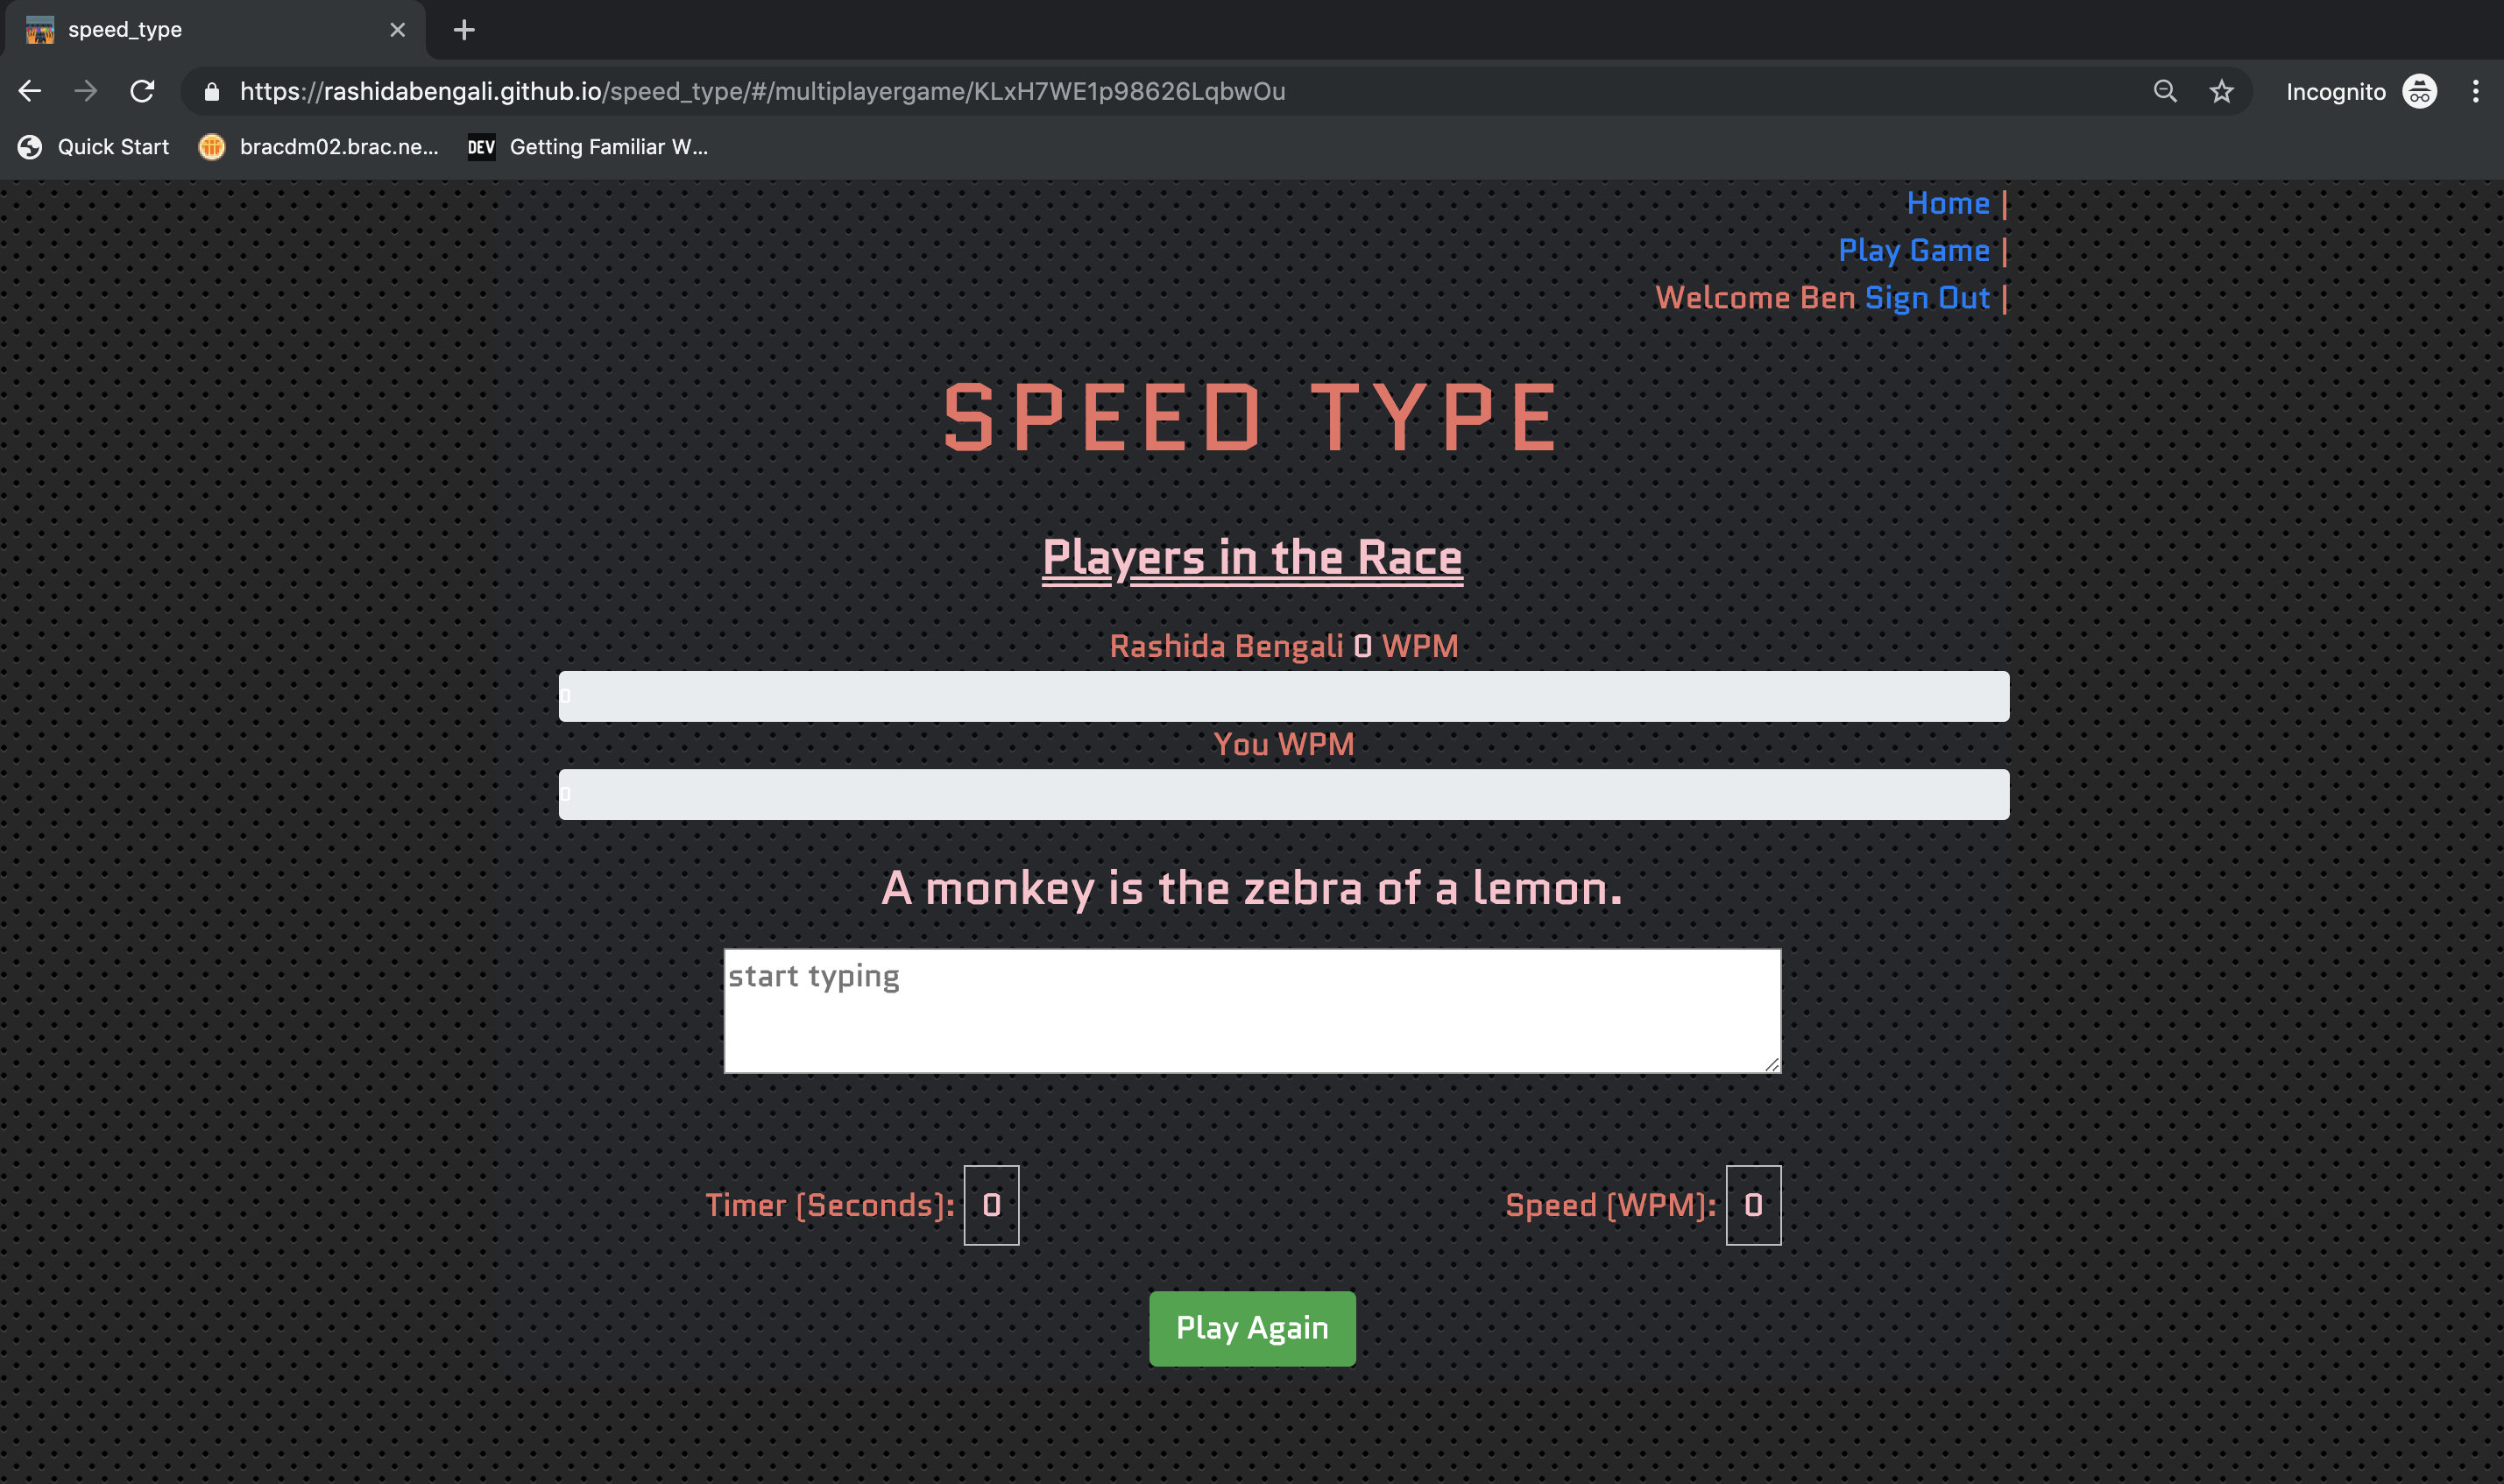 speed_type
https://rashidabengali.github.io/speed_type/#/multiplayergame/KLxH7WE1p98626LqbwOu
Incognito
Quick Start
bracdm02.brac.ne...
DEV Getting Familiar W...
Home |
Play Game |
Welcome Ben Sign Out |
SPEED TYPE
Players in the Race
Rashida Bengali 0 WPM
0
You WPM
0
A monkey is the zebra of a lemon.
start typing
Timer (Seconds): 0
Speed (WPM): 0
Play Again